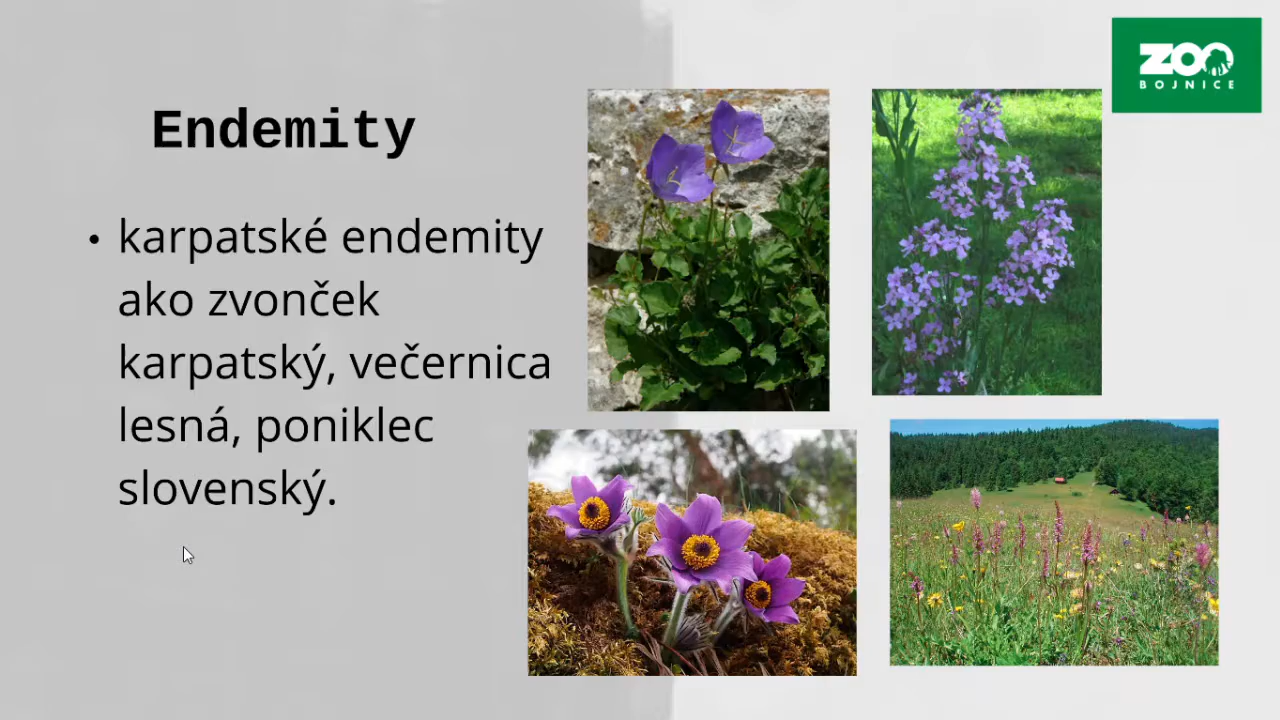 Endemity
• karpatské endemity
ako zvonček
karpatský, večernica
lesná, poniklec
slovenský.
ZOO
BOJNICE